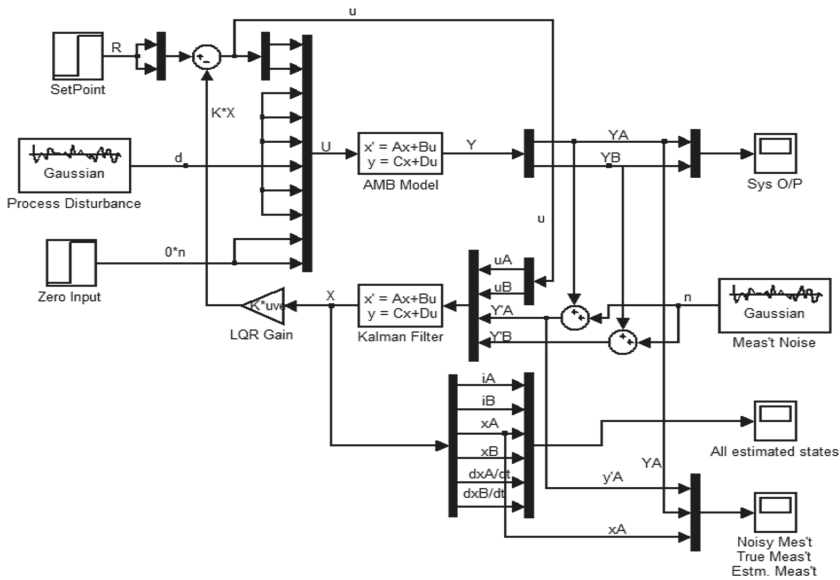 u
R
SetPoint
+
-
K*X
U
x' = Ax+Bu
y = Cx+Du
AMB Model
Y
YA
YB
Sys O/P
Gaussian
d
Process Disturbance
0*n
Zero Input
u
uA
uB
Y'A
Y'B
X
K*uve
LQR Gain
x' = Ax+Bu
y = Cx+Du
Kalman Filter
+
+
+
+
n
Gaussian
Meas't Noise
iA
iB
xA
xB
dxA/dt
dxB/dt
All estimated states
YA
y'A
xA
Noisy Mes't
True Meas't
Estm. Meas't